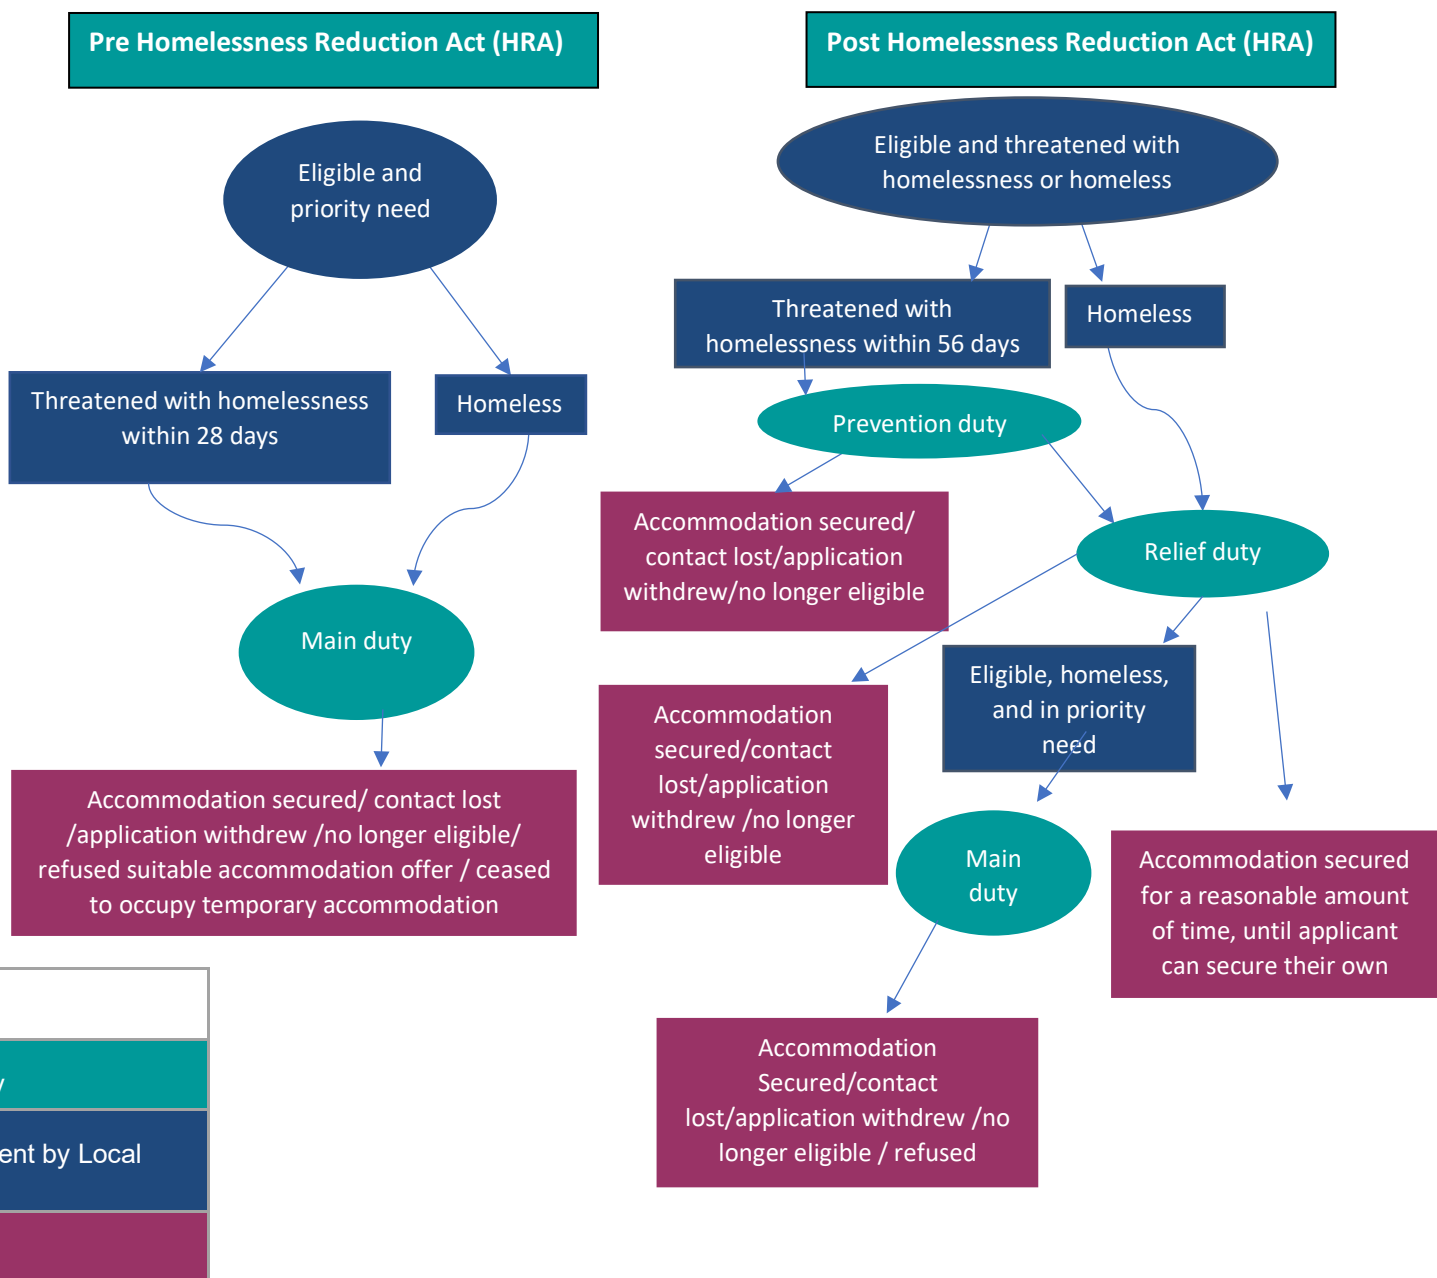 Pre Homelessness Reduction Act (HRA)
Eligible and
priority need
Threatened with homelessness
within 28 days
Homeless
Main duty
Accommodation secured/ contact lost
/application withdrew /no longer eligible/
refused suitable accommodation offer / ceased
to occupy temporary accommodation
Post Homelessness Reduction Act (HRA)
Eligible and threatened with
homelessness or homeless
Threatened with
homelessness within 56 days
Homeless
Prevention duty
Accommodation secured/
contact lost/application
withdrew/no longer eligible
Relief duty
Accommodation
secured/contact
lost/application
withdrew /no longer
eligible
Eligible, homeless,
and in priority
need
Main
duty
Accommodation secured
for a reasonable amount
of time, until applicant
can secure their own
Accommodation
Secured/contact
lost/application withdrew /no
longer eligible / refused
ent by Local